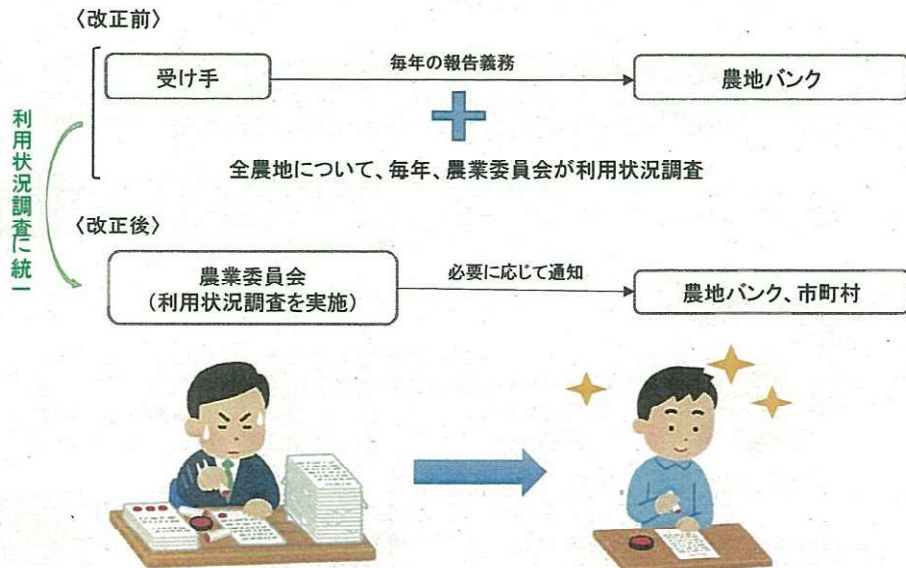 〈改正前〉
受け手
毎年の報告義務
農地バンク
全農地について、毎年、農業委員会が利用状況調査
利用状況調査に統一
〈改正後〉
農業委員会
(利用状況調査を実施)
必要に応じて通知
農地バンク、市町村